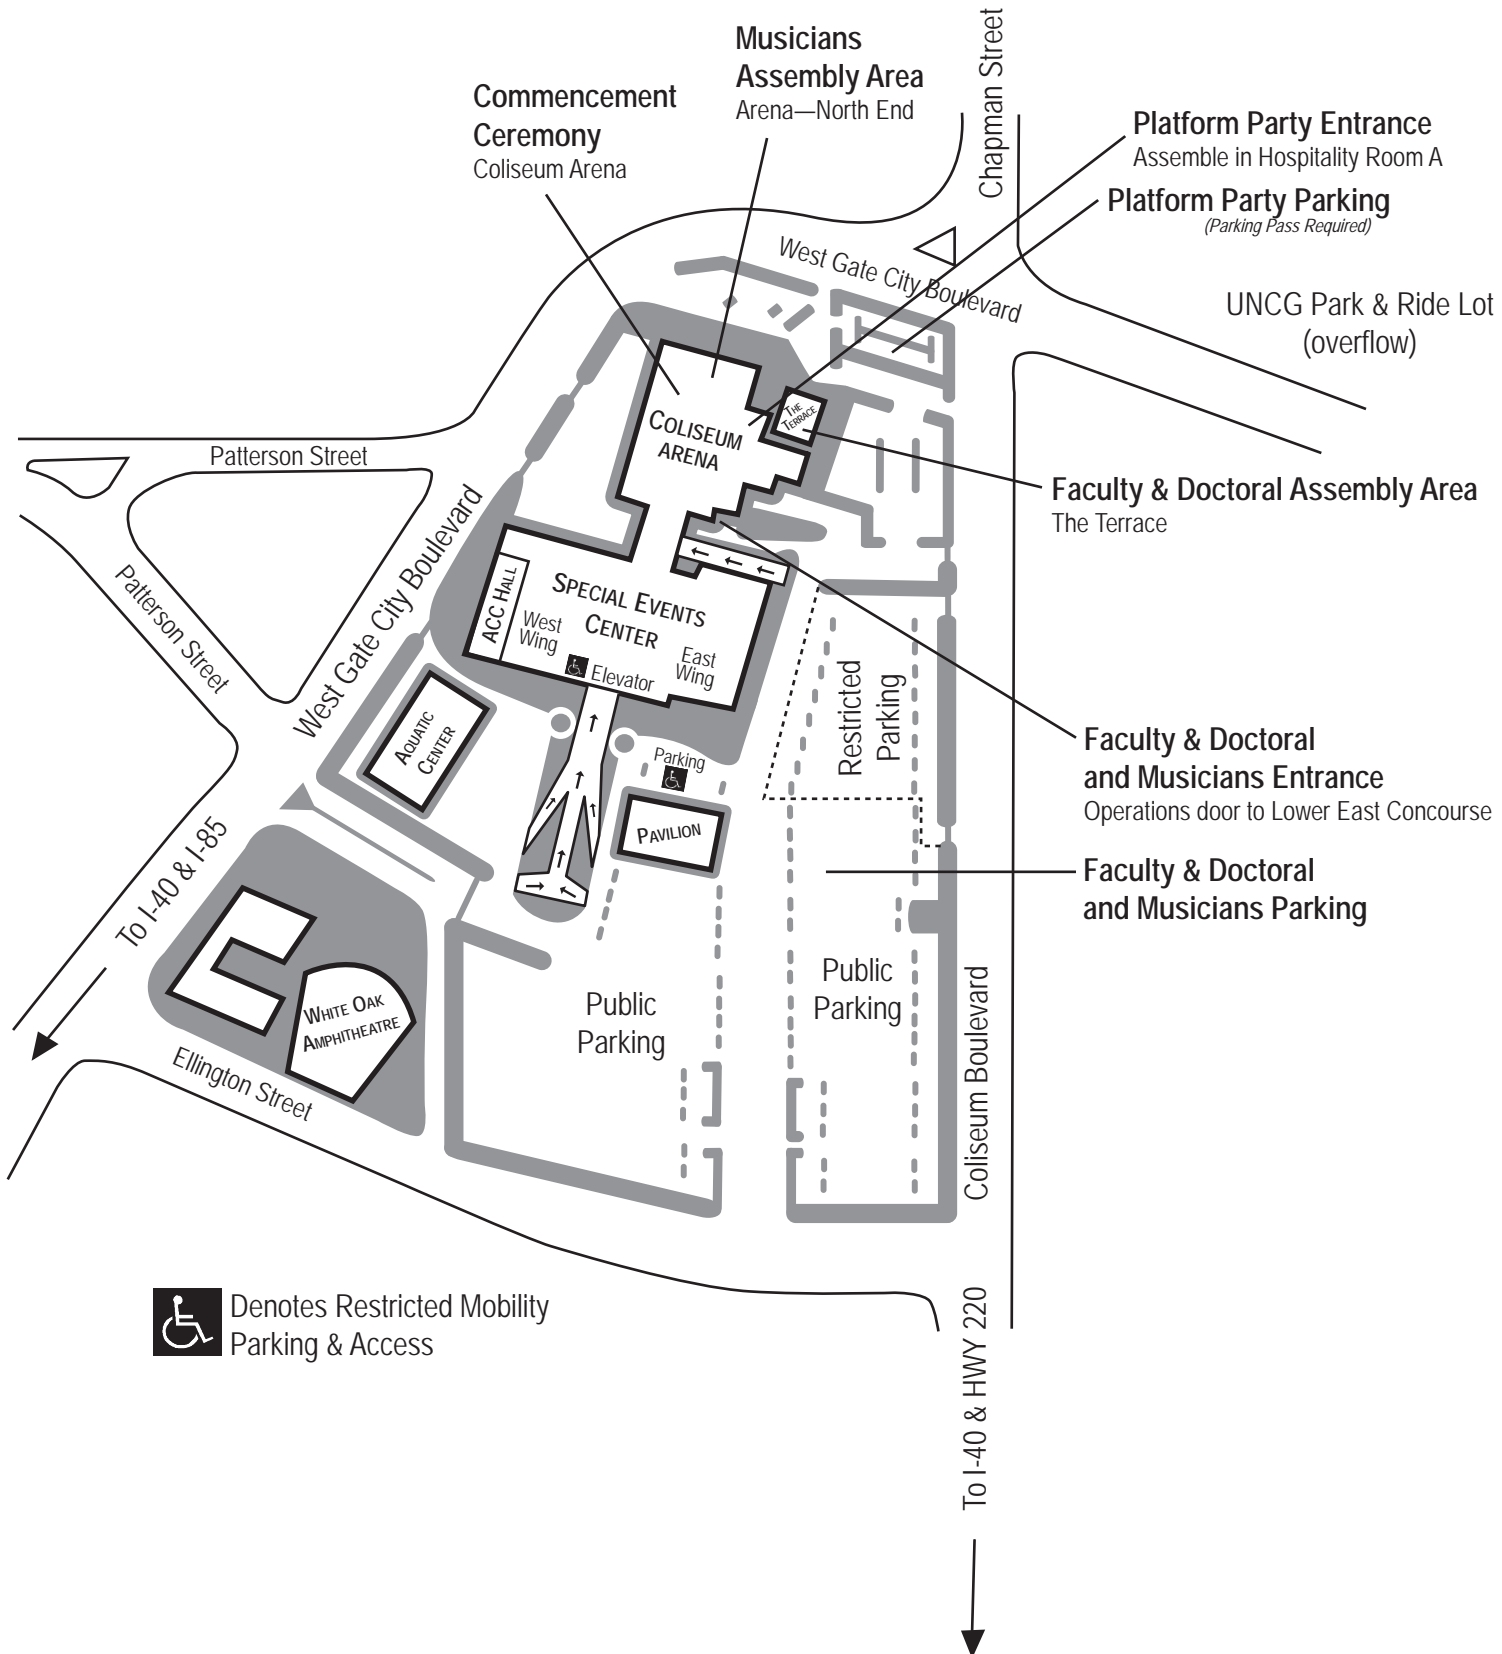 Musicians
Assembly Area
Arena—North End
Chapman Street
Commencement
Ceremony
Coliseum Arena
Platform Party Entrance
Assemble in Hospitality Room A
Platform Party Parking
(Parking Pass Required)
West Gate City Boulevard
UNCG Park & Ride Lot
(overflow)
THE
TERRACE
COLISEUM
ARENA
Patterson Street
Faculty & Doctoral Assembly Area
The Terrace
West Gate City Boulevard
Patterson Street
ACC HALL
SPECIAL EVENTS
CENTER
West
Wing
East
Wing
Elevator
Restricted
Parking
AQUATIC
CENTER
Parking
PAVILION
Faculty & Doctoral
and Musicians Entrance
Operations door to Lower East Concourse
Faculty & Doctoral
and Musicians Parking
To I-40 & I-85
WHITE OAK
AMPHITHEATRE
Public
Parking
Public
Parking
Coliseum Boulevard
Ellington Street
Denotes Restricted Mobility
Parking & Access
To I-40 & HWY 220